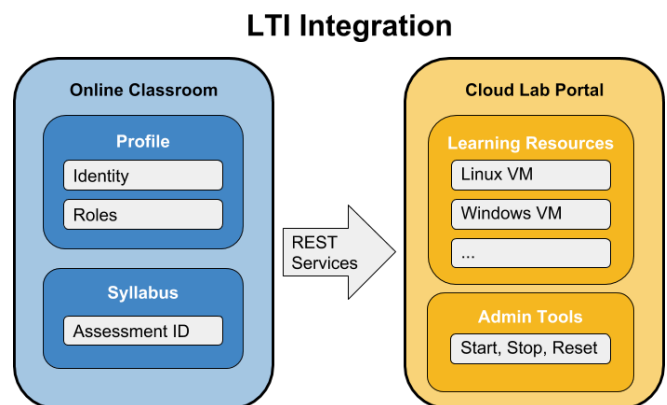 LTI Integration
Online Classroom
Profile
Identity
Roles
Syllabus
Assessment ID
REST
Services
Cloud Lab Portal
Learning Resources
Linux VM
Windows VM
...
Admin Tools
Start, Stop, Reset